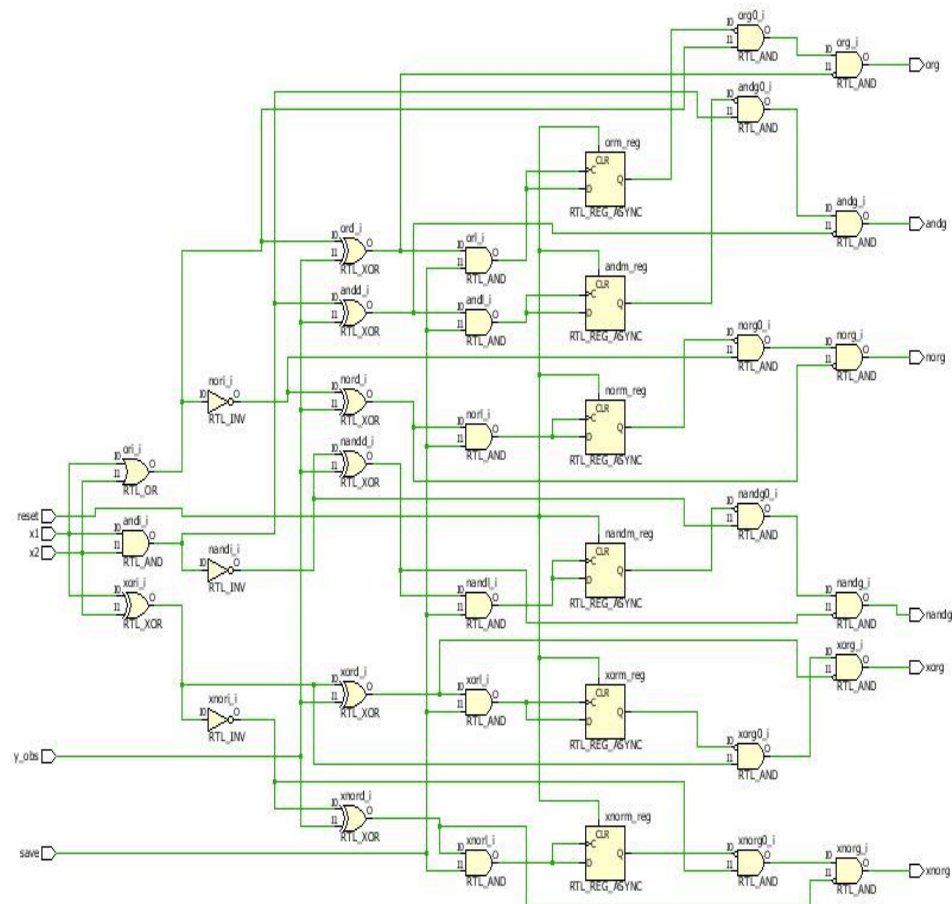 org0_i
I0
O
I1
RTL_AND
org_i
I0
O
I1
RTL_AND
org
andg0_i
I0
O
I1
RTL_AND
orm_reg
CLR
C
Q
D
RTL_REG_ASYNC
andg_i
I0
O
I1
RTL_AND
andg
ord_i
I0
O
I1
RTL_XOR
orl_i
I0
O
I1
RTL_AND
andm_reg
CLR
C
Q
D
RTL_REG_ASYNC
andd_i
I0
O
I1
RTL_XOR
andl_i
I0
O
I1
RTL_AND
norg0_i
I0
O
I1
RTL_AND
norg_i
I0
O
I1
RTL_AND
norg
nori_i
I0
O
RTL_INV
nord_i
I0
O
I1
RTL_XOR
norl_i
I0
O
I1
RTL_AND
norm_reg
CLR
C
Q
D
RTL_REG_ASYNC
ori_i
I0
O
I1
RTL_OR
nandd_i
I0
O
I1
RTL_XOR
reset
x1
x2
andi_i
I0
O
I1
RTL_AND
nandi_i
I0
O
RTL_INV
nandg0_i
I0
O
I1
RTL_AND
nandm_reg
CLR
C
Q
D
RTL_REG_ASYNC
nandl_i
I0
O
I1
RTL_AND
nandg_i
I0
O
I1
RTL_AND
nandg
xori_i
I0
O
I1
RTL_XOR
xorg_i
I0
O
I1
RTL_AND
xorg
xord_i
I0
O
I1
RTL_XOR
xorl_i
I0
O
I1
RTL_AND
xorm_reg
CLR
C
Q
D
RTL_REG_ASYNC
xnori_i
I0
O
RTL_INV
xorg0_i
I0
O
I1
RTL_AND
y_obs
xnord_i
I0
O
I1
RTL_XOR
save
xnorl_i
I0
O
I1
RTL_AND
xnorm_reg
CLR
C
Q
D
RTL_REG_ASYNC
xnorg0_i
I0
O
I1
RTL_AND
xnorg_i
I0
O
I1
RTL_AND
xnorg